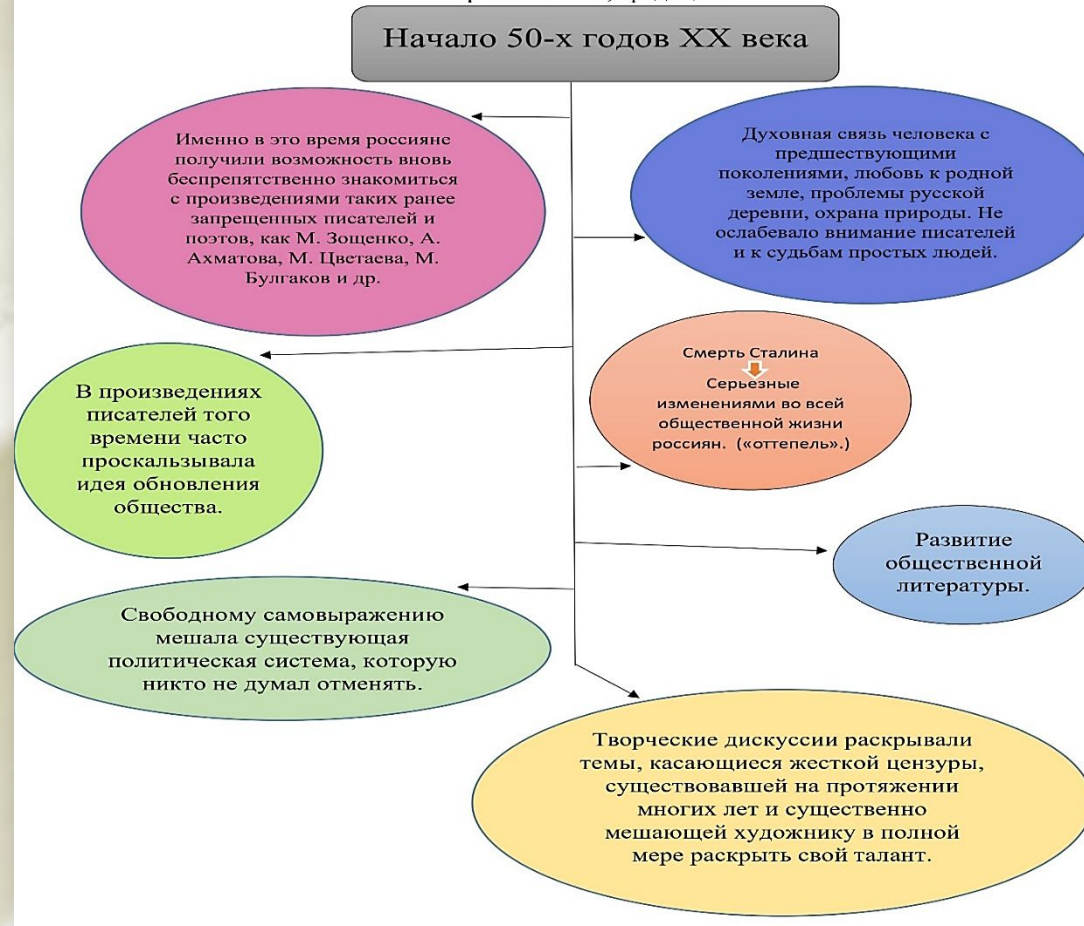 Начало 50-х годов XX века
Именно в это время россияне
получили возможность вновь
беспрепятственно знакомиться
с произведениями таких ранее
запрещенных писателей и
поэтов, как М. Зощенко, А.
Ахматова, М. Цветаева, М.
Булгаков и др.
Духовная связь человека с
предшествующими
поколениями, любовь к родной
земле, проблемы русской
деревни, охрана природы. Не
ослабевало внимание писателей
и к судьбам простых людей.
В произведениях
писателей того
времени часто
проскальзывала
идея обновления
общества.
Смерть Сталина
Серьезные
изменениями во всей
общественной жизни
россиян. («оттепель».)
Развитие
общественной
литературы.
Свободному самовыражению
мешала существующая
политическая система, которую
никто не думал отменять.
Творческие дискуссии раскрывали
темы, касающиеся жесткой цензуры,
существовавшей на протяжении
многих лет и существенно
мешающей художнику в полной
мере раскрыть свой талант.